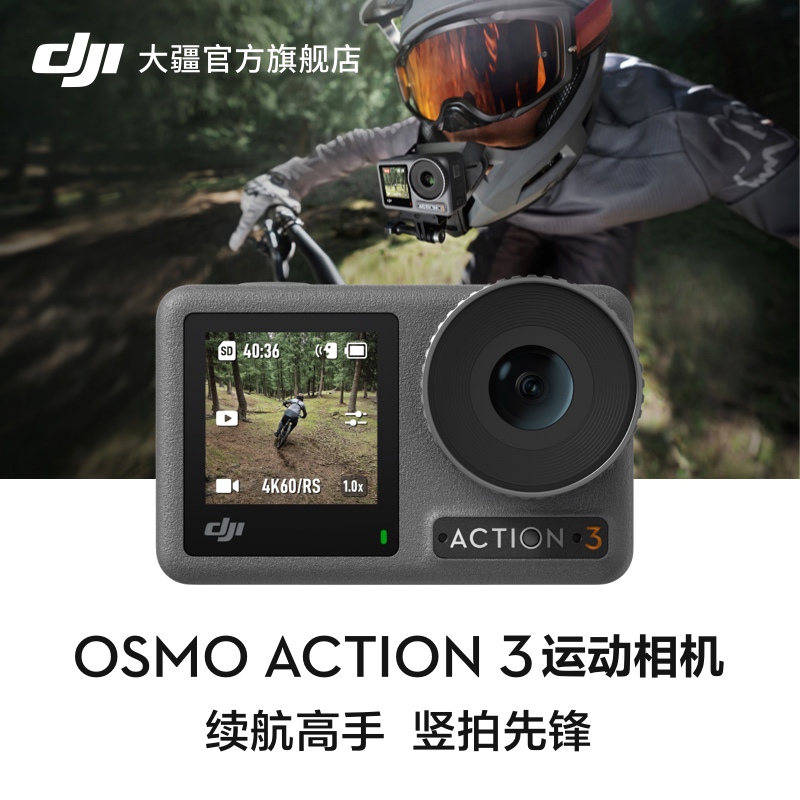 dji 大疆官方旗舰店
SD 40:36
4K60/RS 1.0x
dji
ACTION 3
OSMO ACTION 3运动相机
续航高手 竖拍先锋